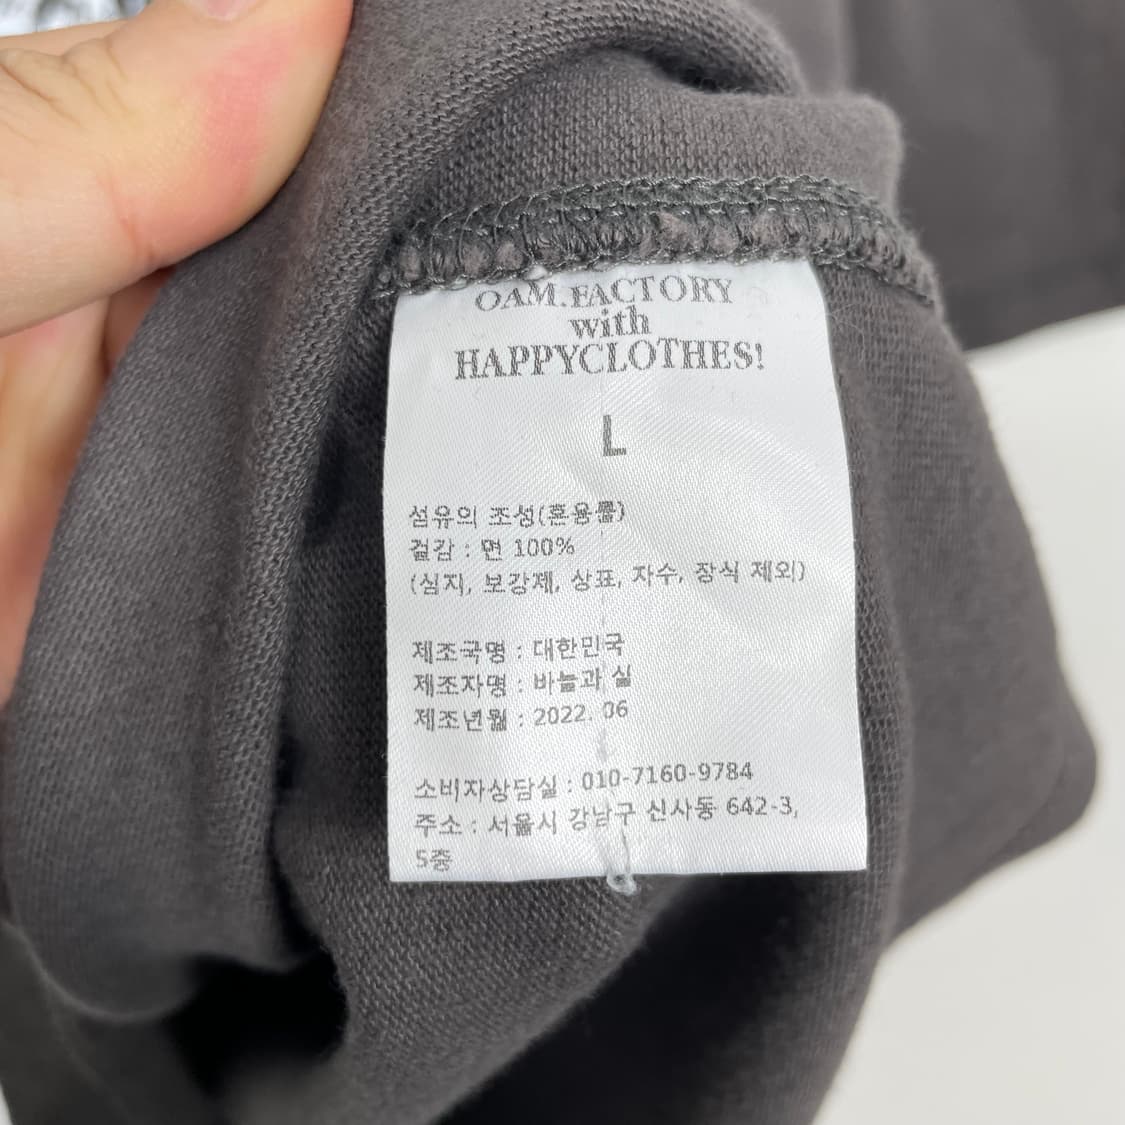 OAM.FACTORY
with
HAPPYCLOTHES!
L
섬유의 조성(혼용률)
겉감 : 면 100%
(심지, 보강제, 상표, 자수, 장식 제외)
제조국명 : 대한민국
제조자명 : 바늘과 실
제조년월 : 2022. 06
소비자상담실 : 010-7160-9784
주소 : 서울시 강남구 신사동 642-3,
5층